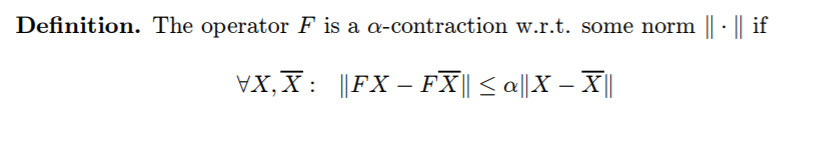 Definition. The operator F is a α-contraction w.r.t. some norm ‖ · ‖ if
∀X, X̅ : ‖FX − FX̅‖ ≤ α‖X − X̅‖